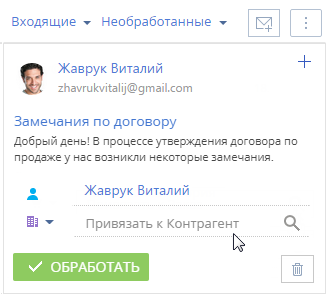 Входящие Необработанные
Жаврук Виталий
zhavrukvitalij@gmail.com
Замечания по договору
Добрый день! В процессе утверждения договора по
продаже у нас возникли некоторые замечания.
Жаврук Виталий
Привязать к Контрагент
ОБРАБОТАТЬ